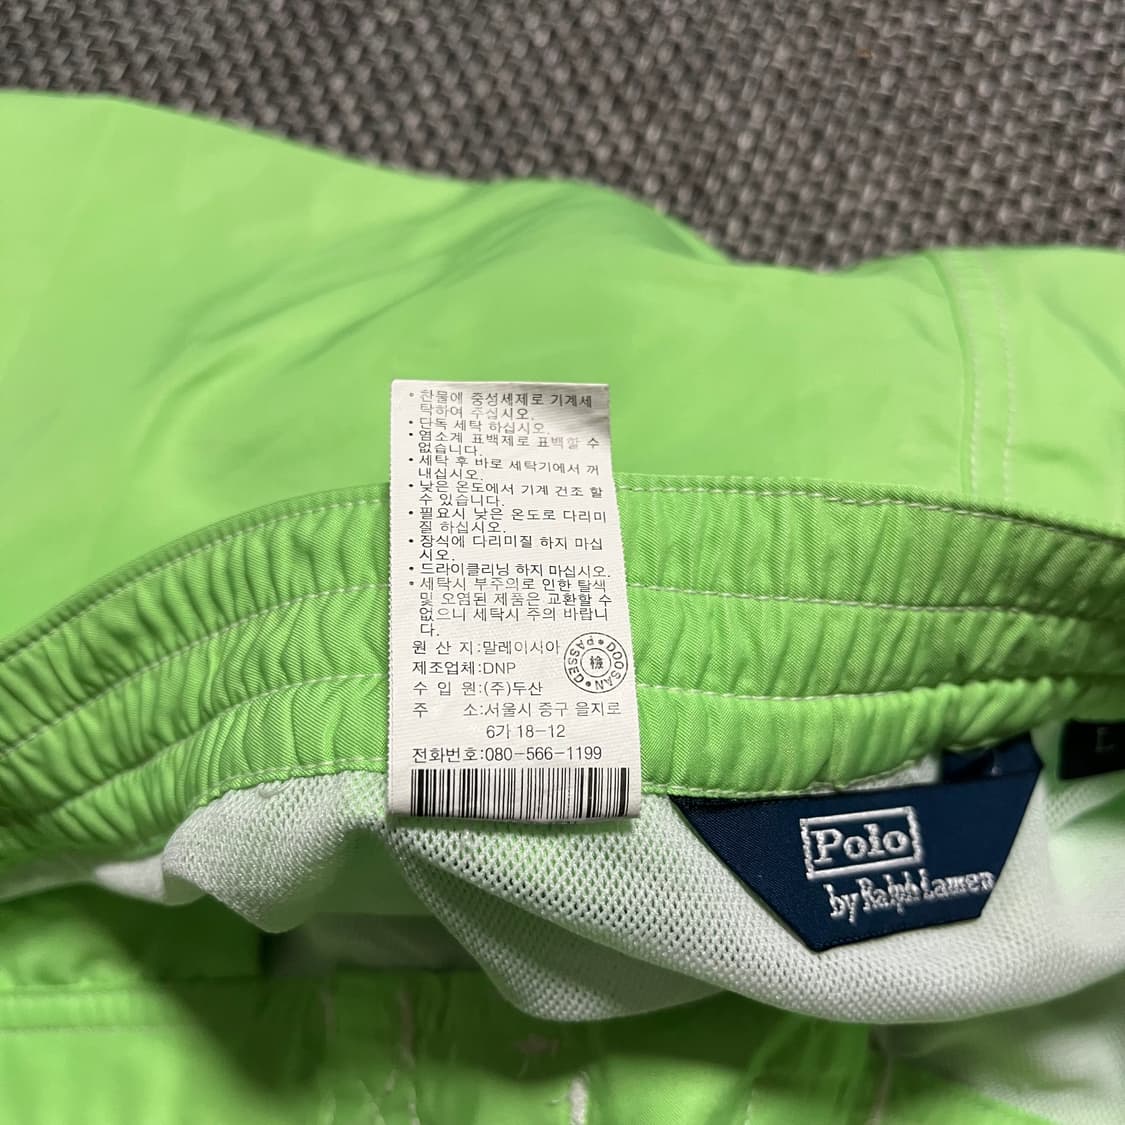 • 찬물에 중성세제로 기계세
탁하여 주십시오.
• 단독 세탁 하십시오.
• 염소계 표백제로 표백할 수
없습니다.
• 세탁 후 바로 세탁기에서 꺼
내십시오.
• 낮은 온도에서 기계 건조 할
수 있습니다.
• 필요시 낮은 온도로 다리미
질 하십시오.
• 장식에 다리미질 하지 마십
시오.
• 드라이클리닝 하지 마십시오.
• 세탁시 부주의로 인한 탈색
및 오염된 제품은 교환할 수
없으니 세탁시 주의 바랍니
다.
원 산 지:말레이시아
제조업체:DNP
수 입 원:(주)두산
주 소:서울시 중구 을지로
6가 18-12
전화번호:080-566-1199
DOOSAN
檢
PASSED
Polo
by Ralph Lauren